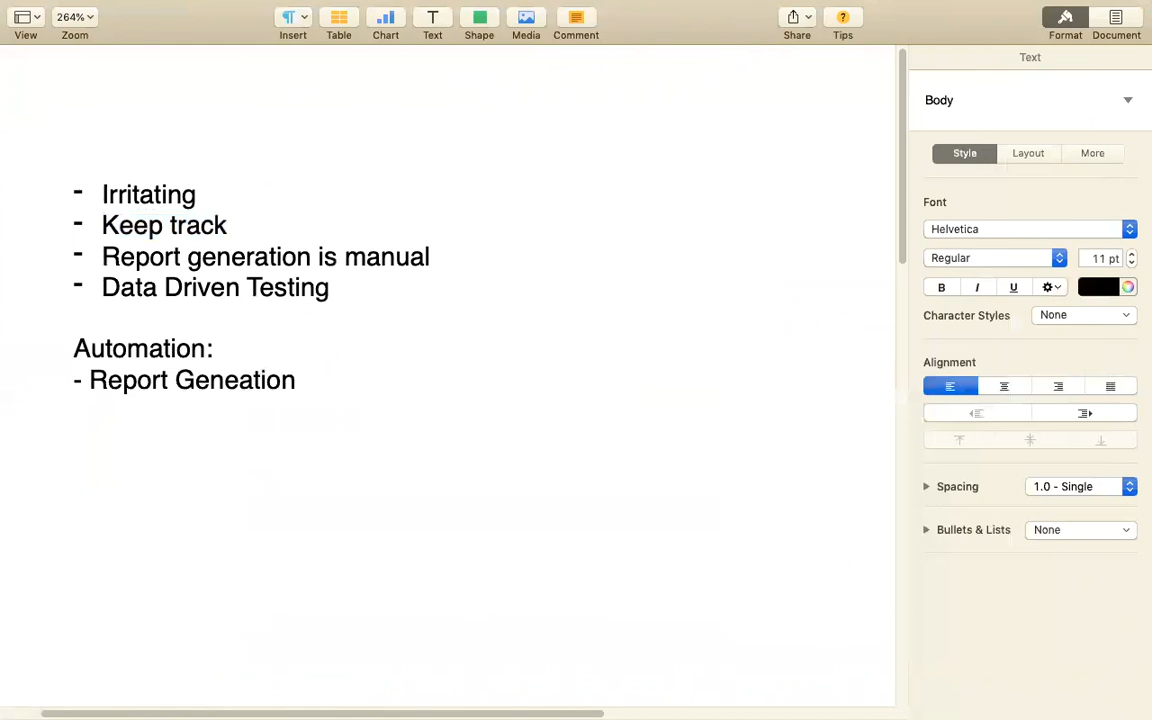 264%
View
Zoom
Insert
Table
Chart
Text
Shape
Media
Comment
Share
Tips
Format
Document
Text
Body
Style
Layout
More
Font
Helvetica
Regular
11 pt
B
I
U
Character Styles
None
Alignment
Spacing
1.0 - Single
Bullets & Lists
None
- Irritating
- Keep track
- Report generation is manual
- Data Driven Testing
Automation:
- Report Geneation